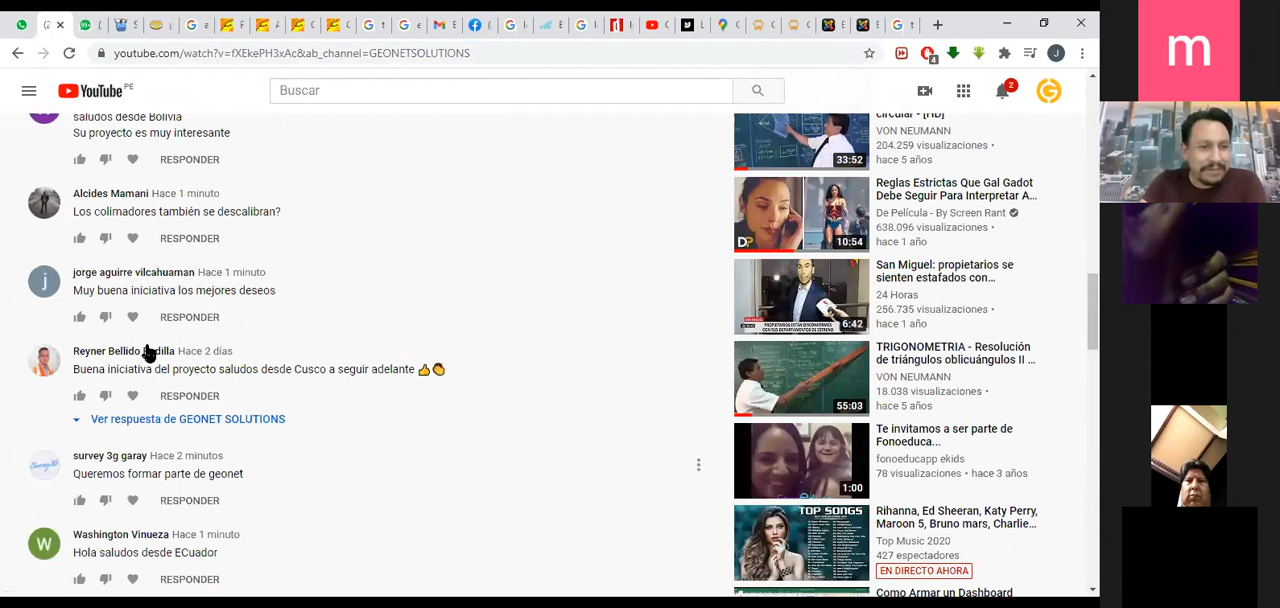 youtube.com/watch?v=fXEkePH3xAc&ab_channel=GEONETSOLUTIONS
4
J
YouTube PE
Buscar
2
G
saludos desde Bolivia
Su proyecto es muy interesante
RESPONDER
Alcides Mamani Hace 1 minuto
Los colimadores también se descalibran?
RESPONDER
j
jorge aguirre vilcahuaman Hace 1 minuto
Muy buena iniciativa los mejores deseos
RESPONDER
Reyner Bellido Hace 2 días
Buena iniciativa del proyecto saludos desde Cusco a seguir adelante 👍👏
RESPONDER
Ver respuesta de GEONET SOLUTIONS
survey 3g garay Hace 2 minutos
Queremos formar parte de geonet
RESPONDER
W
Hace 1 minuto
Hola saludos desde ECuador
RESPONDER
circular - [HD]
VON NEUMANN
204.259 visualizaciones •
hace 5 años
33:52
Reglas Estrictas Que Gal Gadot
Debe Seguir Para Interpretar A...
De Película - By Screen Rant
638.096 visualizaciones •
hace 1 año
DP
10:54
San Miguel: propietarios se
sienten estafados con...
24 Horas
256.735 visualizaciones •
hace 1 año
6:42
TRIGONOMETRIA - Resolución
de triángulos oblicuángulos II ...
VON NEUMANN
18.038 visualizaciones •
hace 5 años
55:03
Te invitamos a ser parte de
Fonoeduca...
fonoeducapp ekids
78 visualizaciones • hace 3 años
1:00
TOP SONGS
Rihanna, Ed Sheeran, Katy Perry,
Maroon 5, Bruno mars, Charlie...
Top Music 2020
427 espectadores
EN DIRECTO AHORA
Como Armar un Dashboard
m